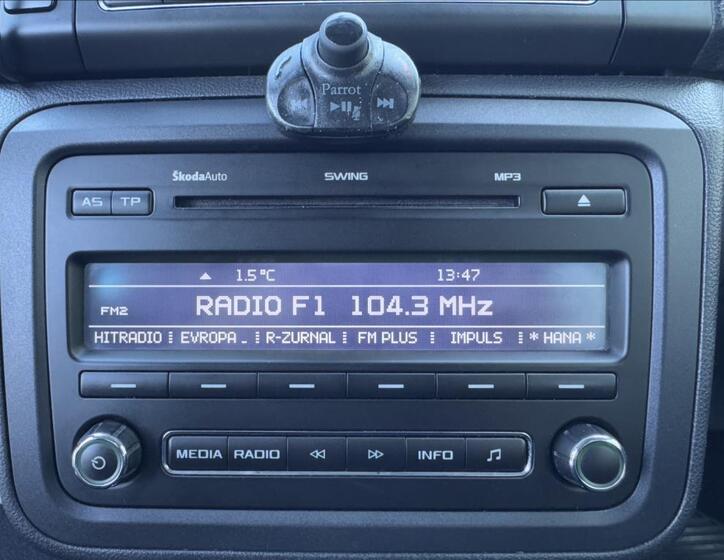 Parrot
ŠkodaAuto SWING MP3
AS TP
1.5°C 13:47
FM2 RADIO F1 104.3 MHz
HITRADIO EVROPA_ R-ZURNAL FM PLUS IMPULS *HANA*
MEDIA RADIO INFO